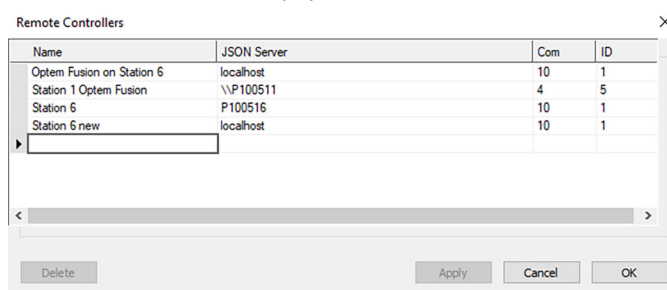 Remote Controllers
Name JSON Server Com ID
Optem Fusion on Station 6 localhost 10 1
Station 1 Optem Fusion \\P100511 4 5
Station 6 P100516 10 1
Station 6 new localhost 10 1
Delete Apply Cancel OK